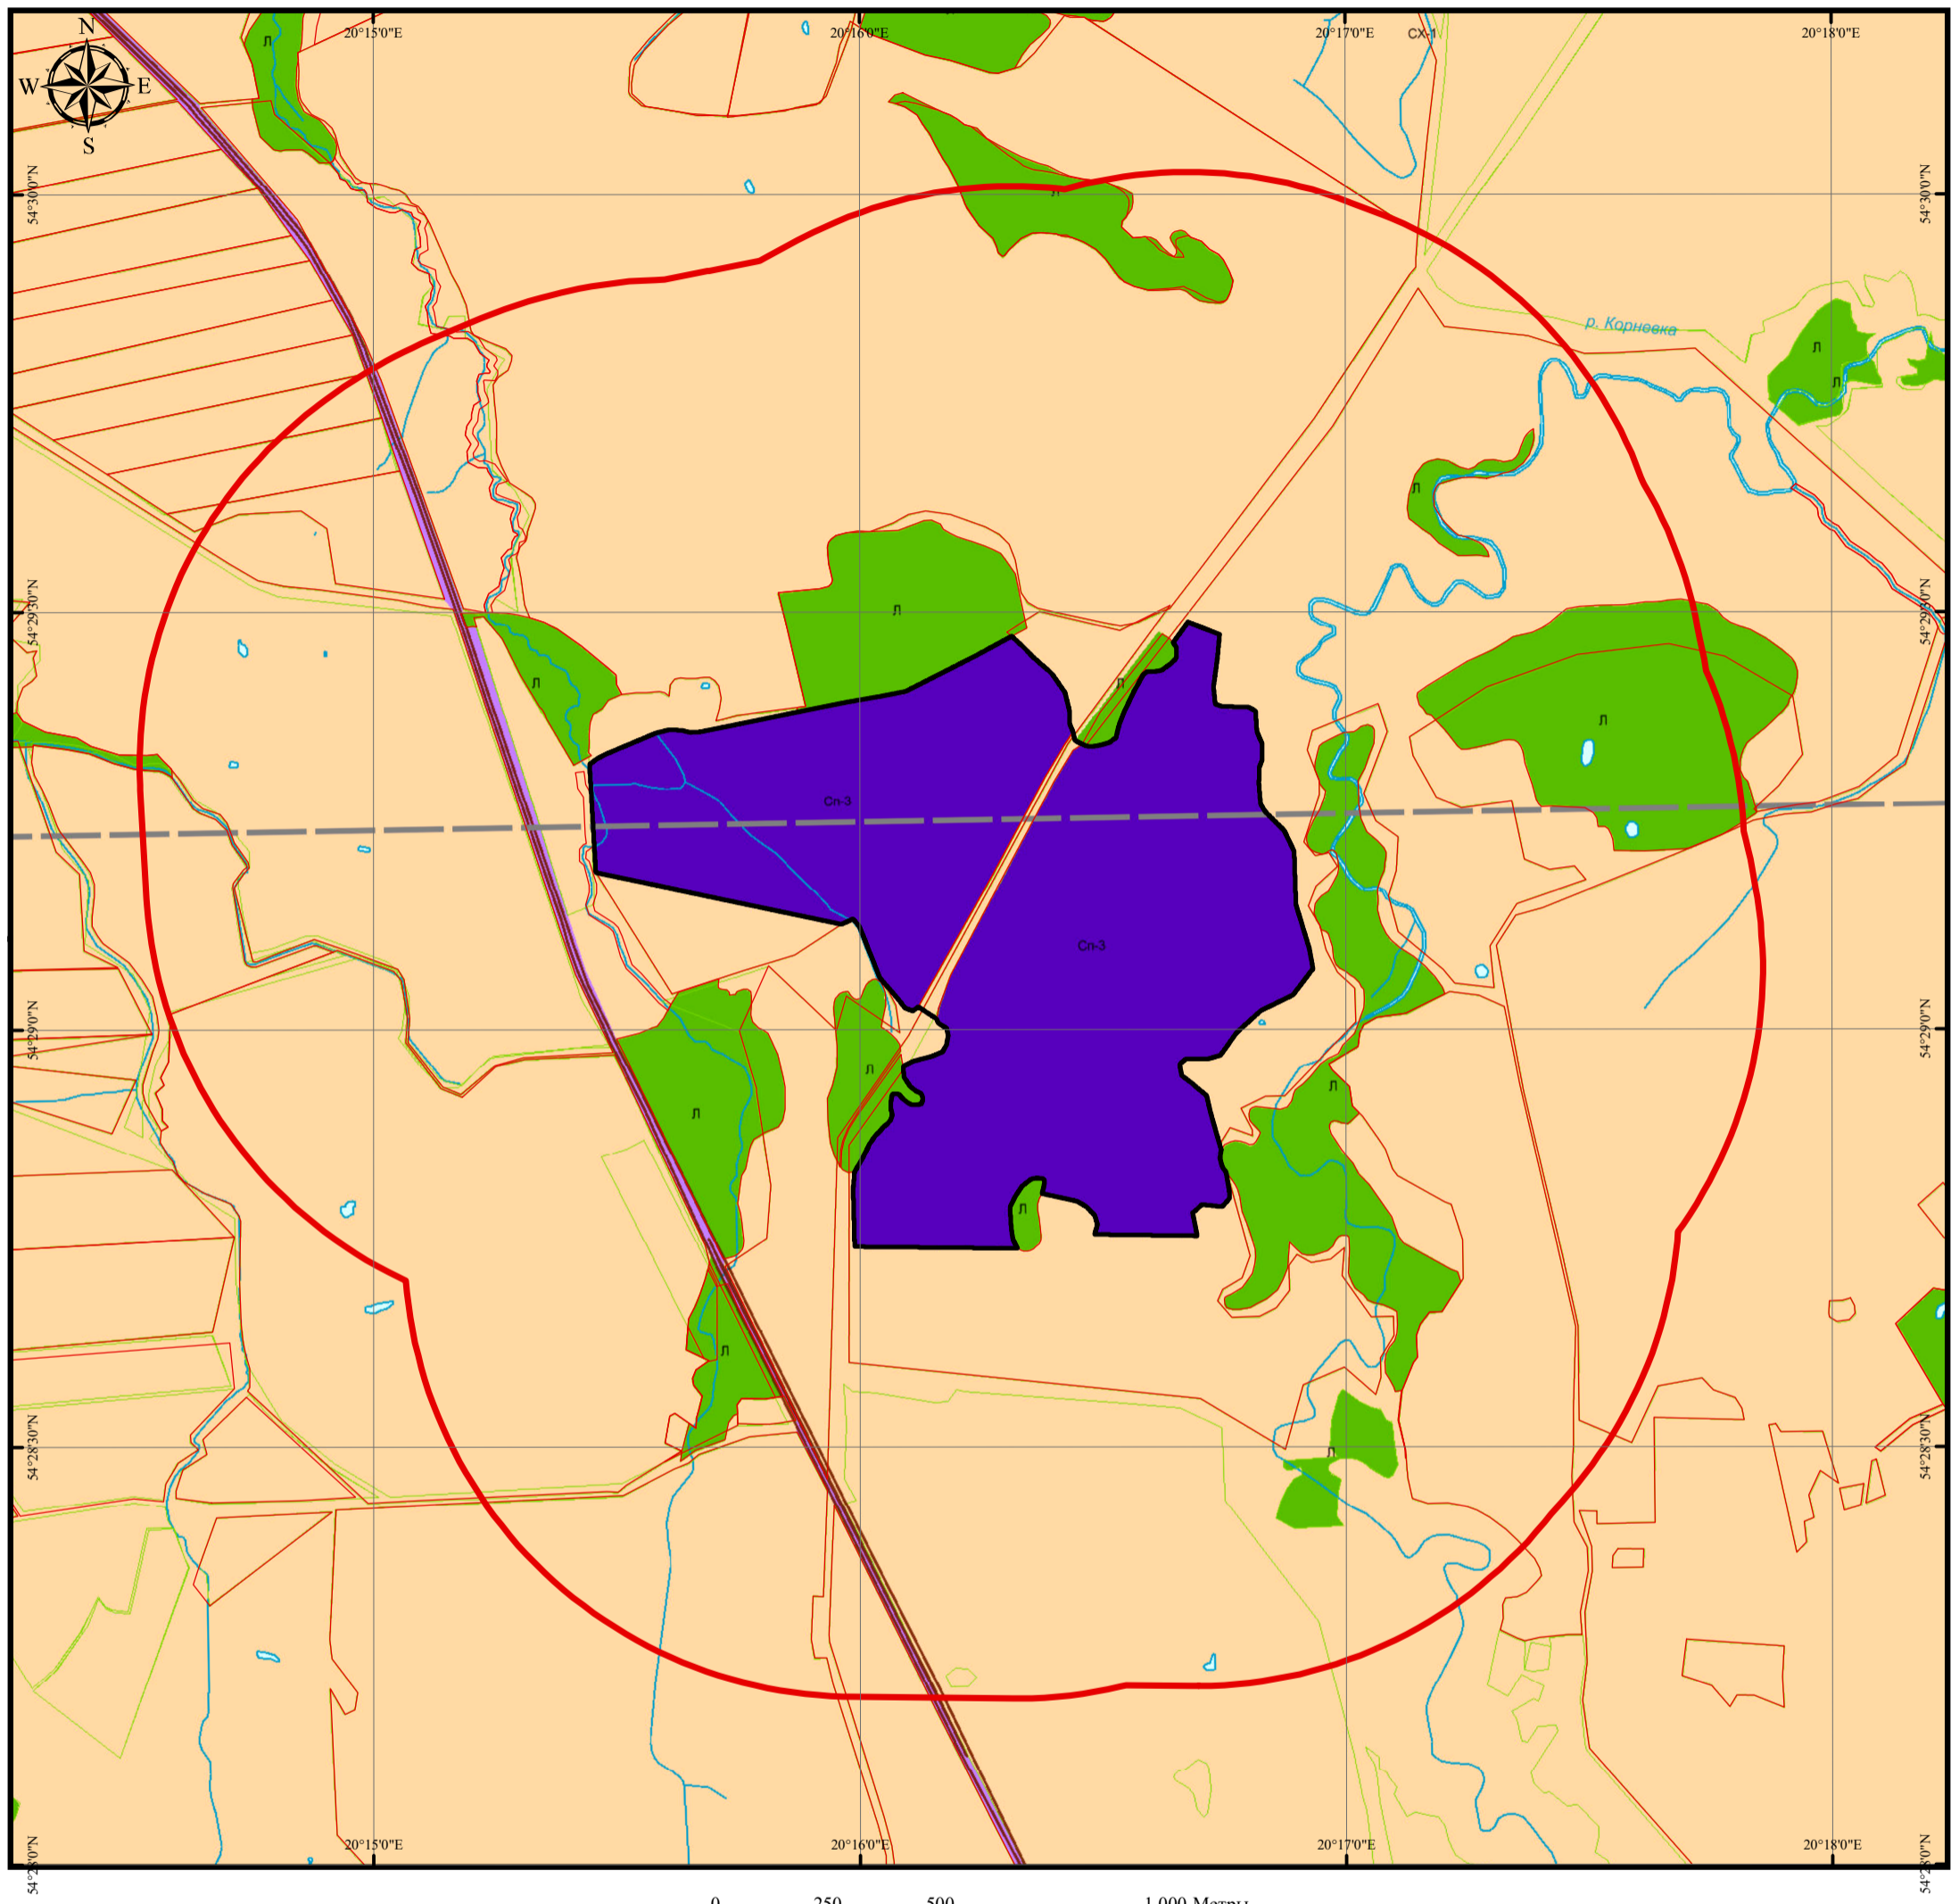 N
W E
S
20°15'0"E 20°16'0"E 20°17'0"E СХ-1 20°18'0"E
Л
54°30'0"N 54°30'0"N
Л
р. Корневка
Л
Л
Л
54°29'30"N 54°29'30"N
Л
Л Л
Л
Сп-3
Сп-3
54°29'0"N 54°29'0"N
Л
Л
Л
Л
Л
54°28'30"N 54°28'30"N
Л
20°15'0"E 20°16'0"E 20°17'0"E 20°18'0"E
54°28'0"N 54°28'0"N
0 250 500 1 000 Метры